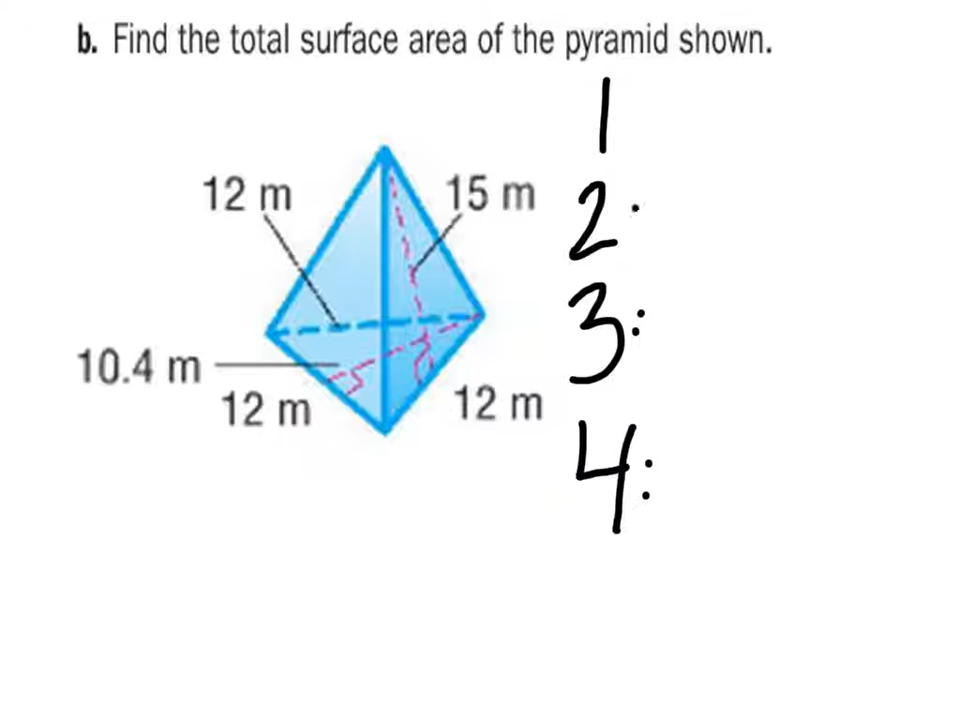 b. Find the total surface area of the pyramid shown.
1
12 m
15 m
2.
3:
10.4 m
12 m
12 m
4: